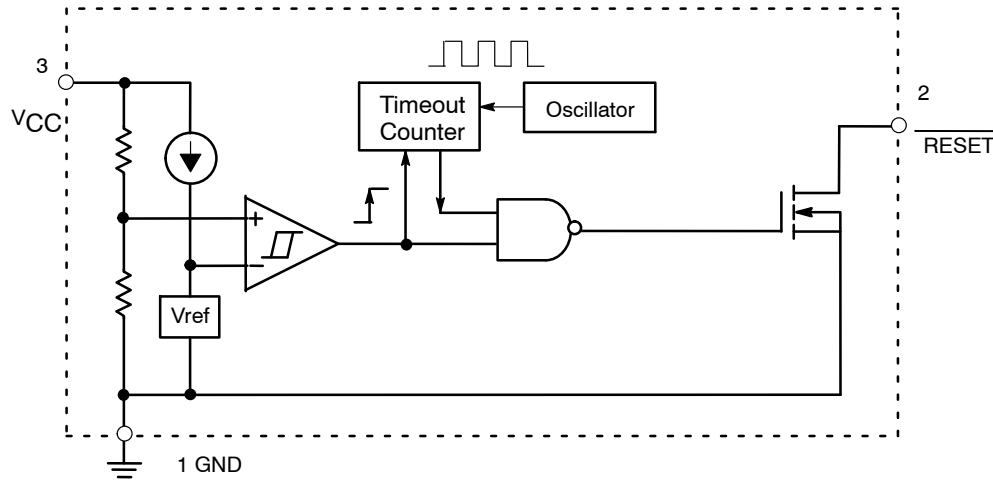 3
VCC
Timeout
Counter
Oscillator
2
RESET
+
−
Vref
1 GND